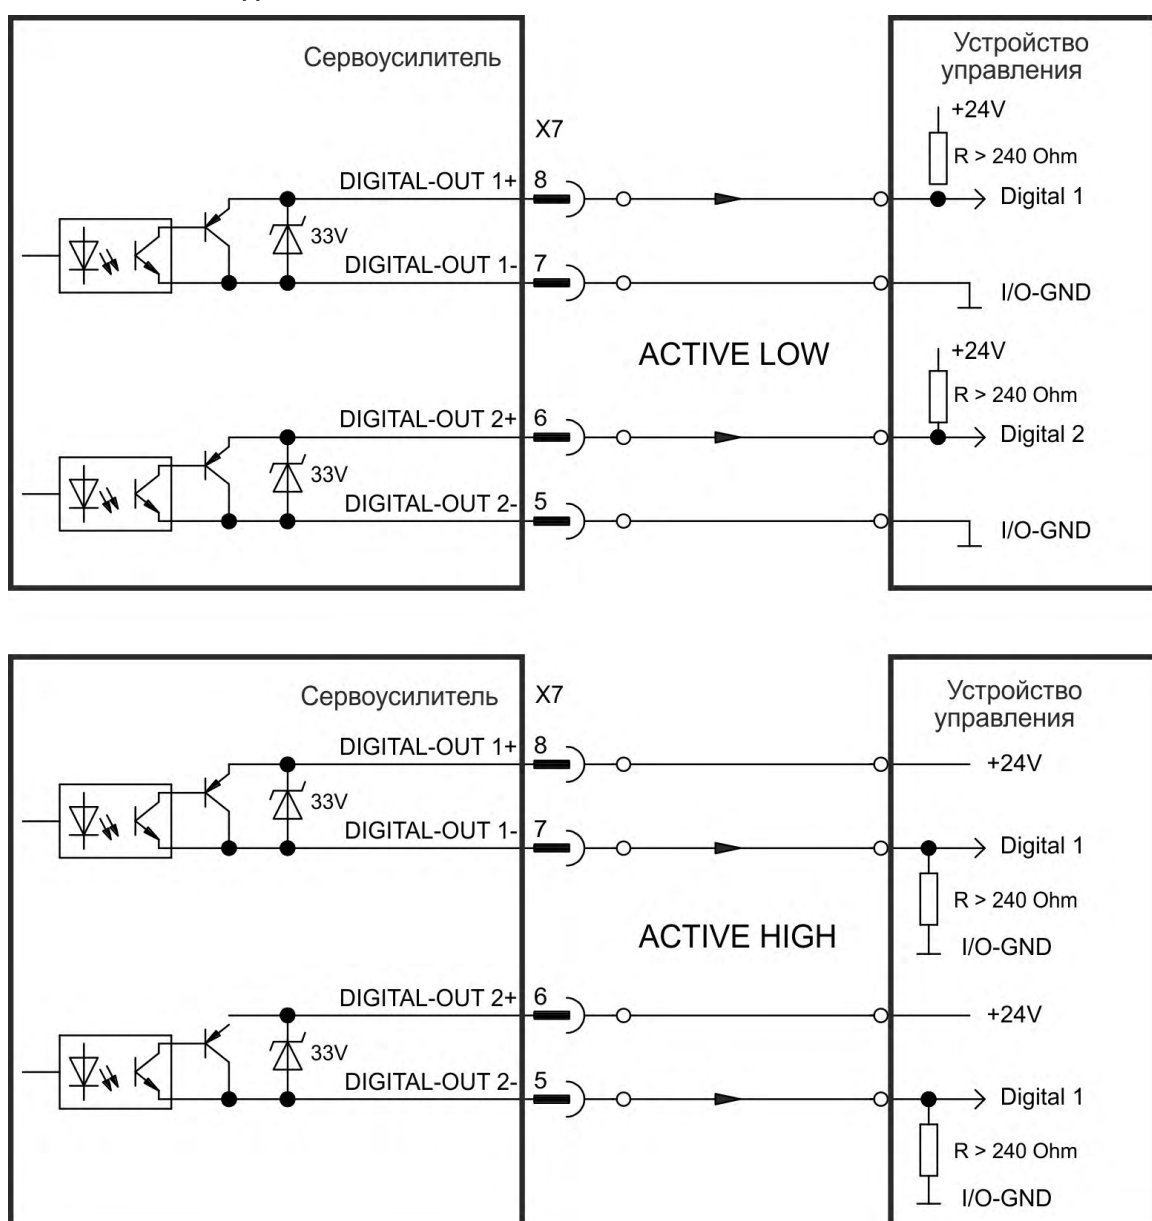 Сервоусилитель
Устройство
управления
+24V
X7
R > 240 Ohm
DIGITAL-OUT 1+
8
Digital 1
33V
DIGITAL-OUT 1-
7
I/O-GND
ACTIVE LOW
+24V
R > 240 Ohm
DIGITAL-OUT 2+
6
Digital 2
33V
DIGITAL-OUT 2-
5
I/O-GND
Сервоусилитель
X7
Устройство
управления
DIGITAL-OUT 1+
8
+24V
33V
DIGITAL-OUT 1-
7
Digital 1
R > 240 Ohm
ACTIVE HIGH
I/O-GND
DIGITAL-OUT 2+
6
+24V
33V
DIGITAL-OUT 2-
5
Digital 1
R > 240 Ohm
I/O-GND